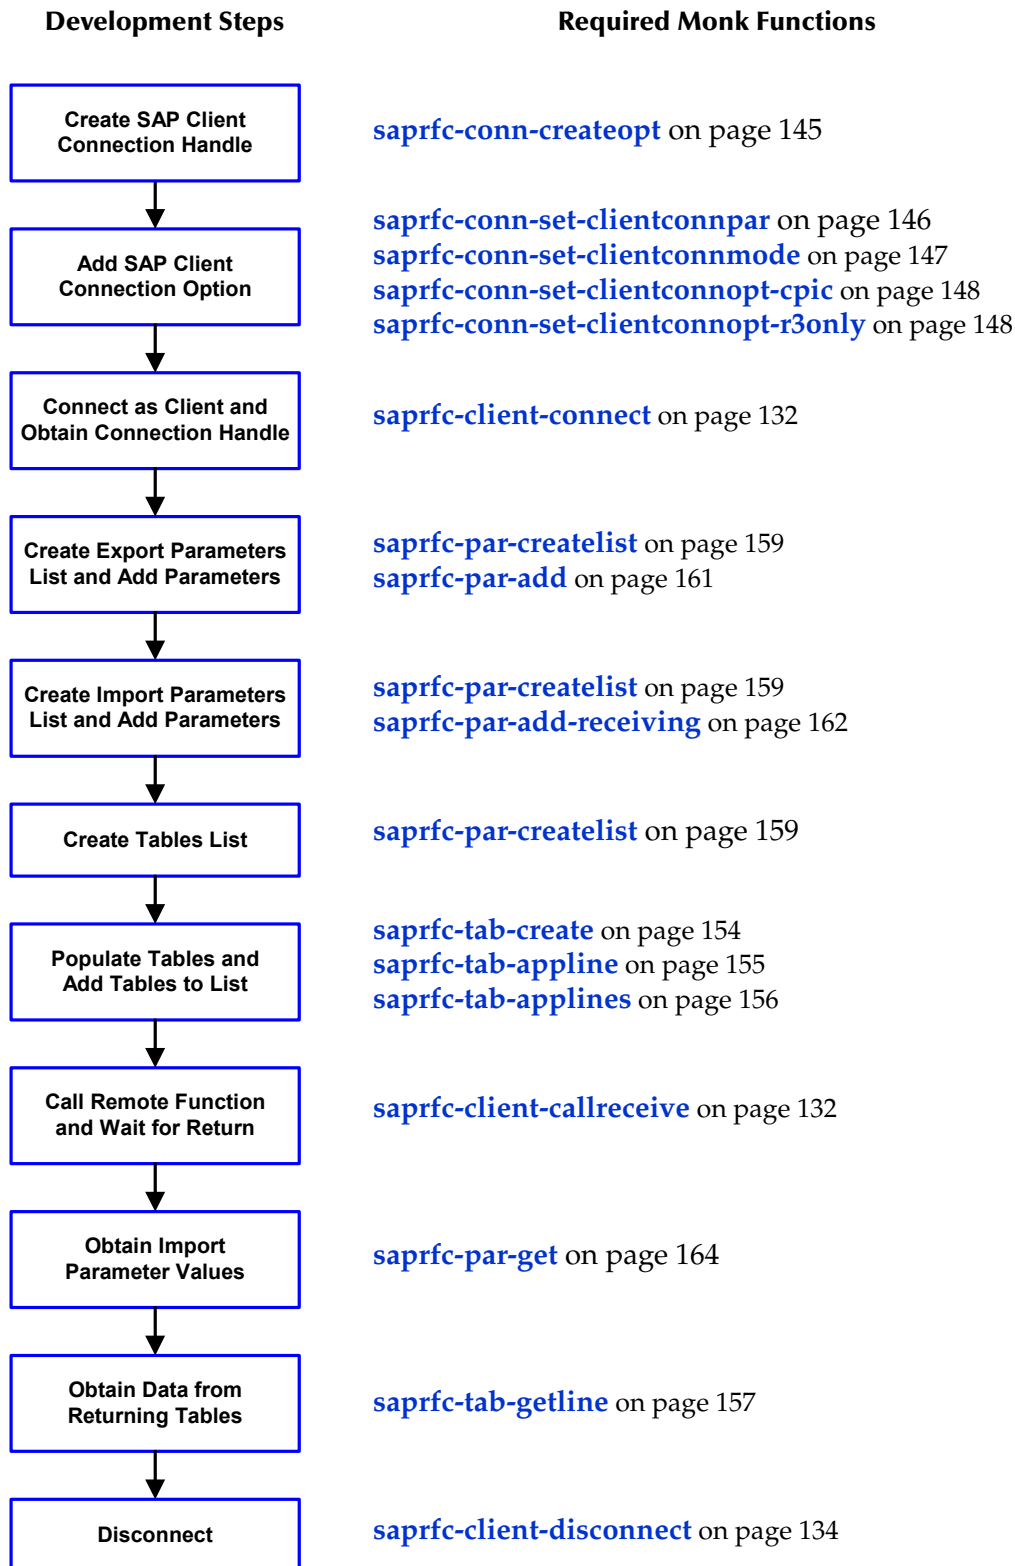 Development Steps
Required Monk Functions
Create SAP Client
Connection Handle
saprfc-conn-createopt on page 145
Add SAP Client
Connection Option
saprfc-conn-set-clientconnpar on page 146
saprfc-conn-set-clientconnmode on page 147
saprfc-conn-set-clientconnopt-cpic on page 148
saprfc-conn-set-clientconnopt-r3only on page 148
Connect as Client and
Obtain Connection Handle
saprfc-client-connect on page 132
Create Export Parameters
List and Add Parameters
saprfc-par-createlist on page 159
saprfc-par-add on page 161
Create Import Parameters
List and Add Parameters
saprfc-par-createlist on page 159
saprfc-par-add-receiving on page 162
Create Tables List
saprfc-par-createlist on page 159
Populate Tables and
Add Tables to List
saprfc-tab-create on page 154
saprfc-tab-appline on page 155
saprfc-tab-applines on page 156
Call Remote Function
and Wait for Return
saprfc-client-callreceive on page 132
Obtain Import
Parameter Values
saprfc-par-get on page 164
Obtain Data from
Returning Tables
saprfc-tab-getline on page 157
Disconnect
saprfc-client-disconnect on page 134